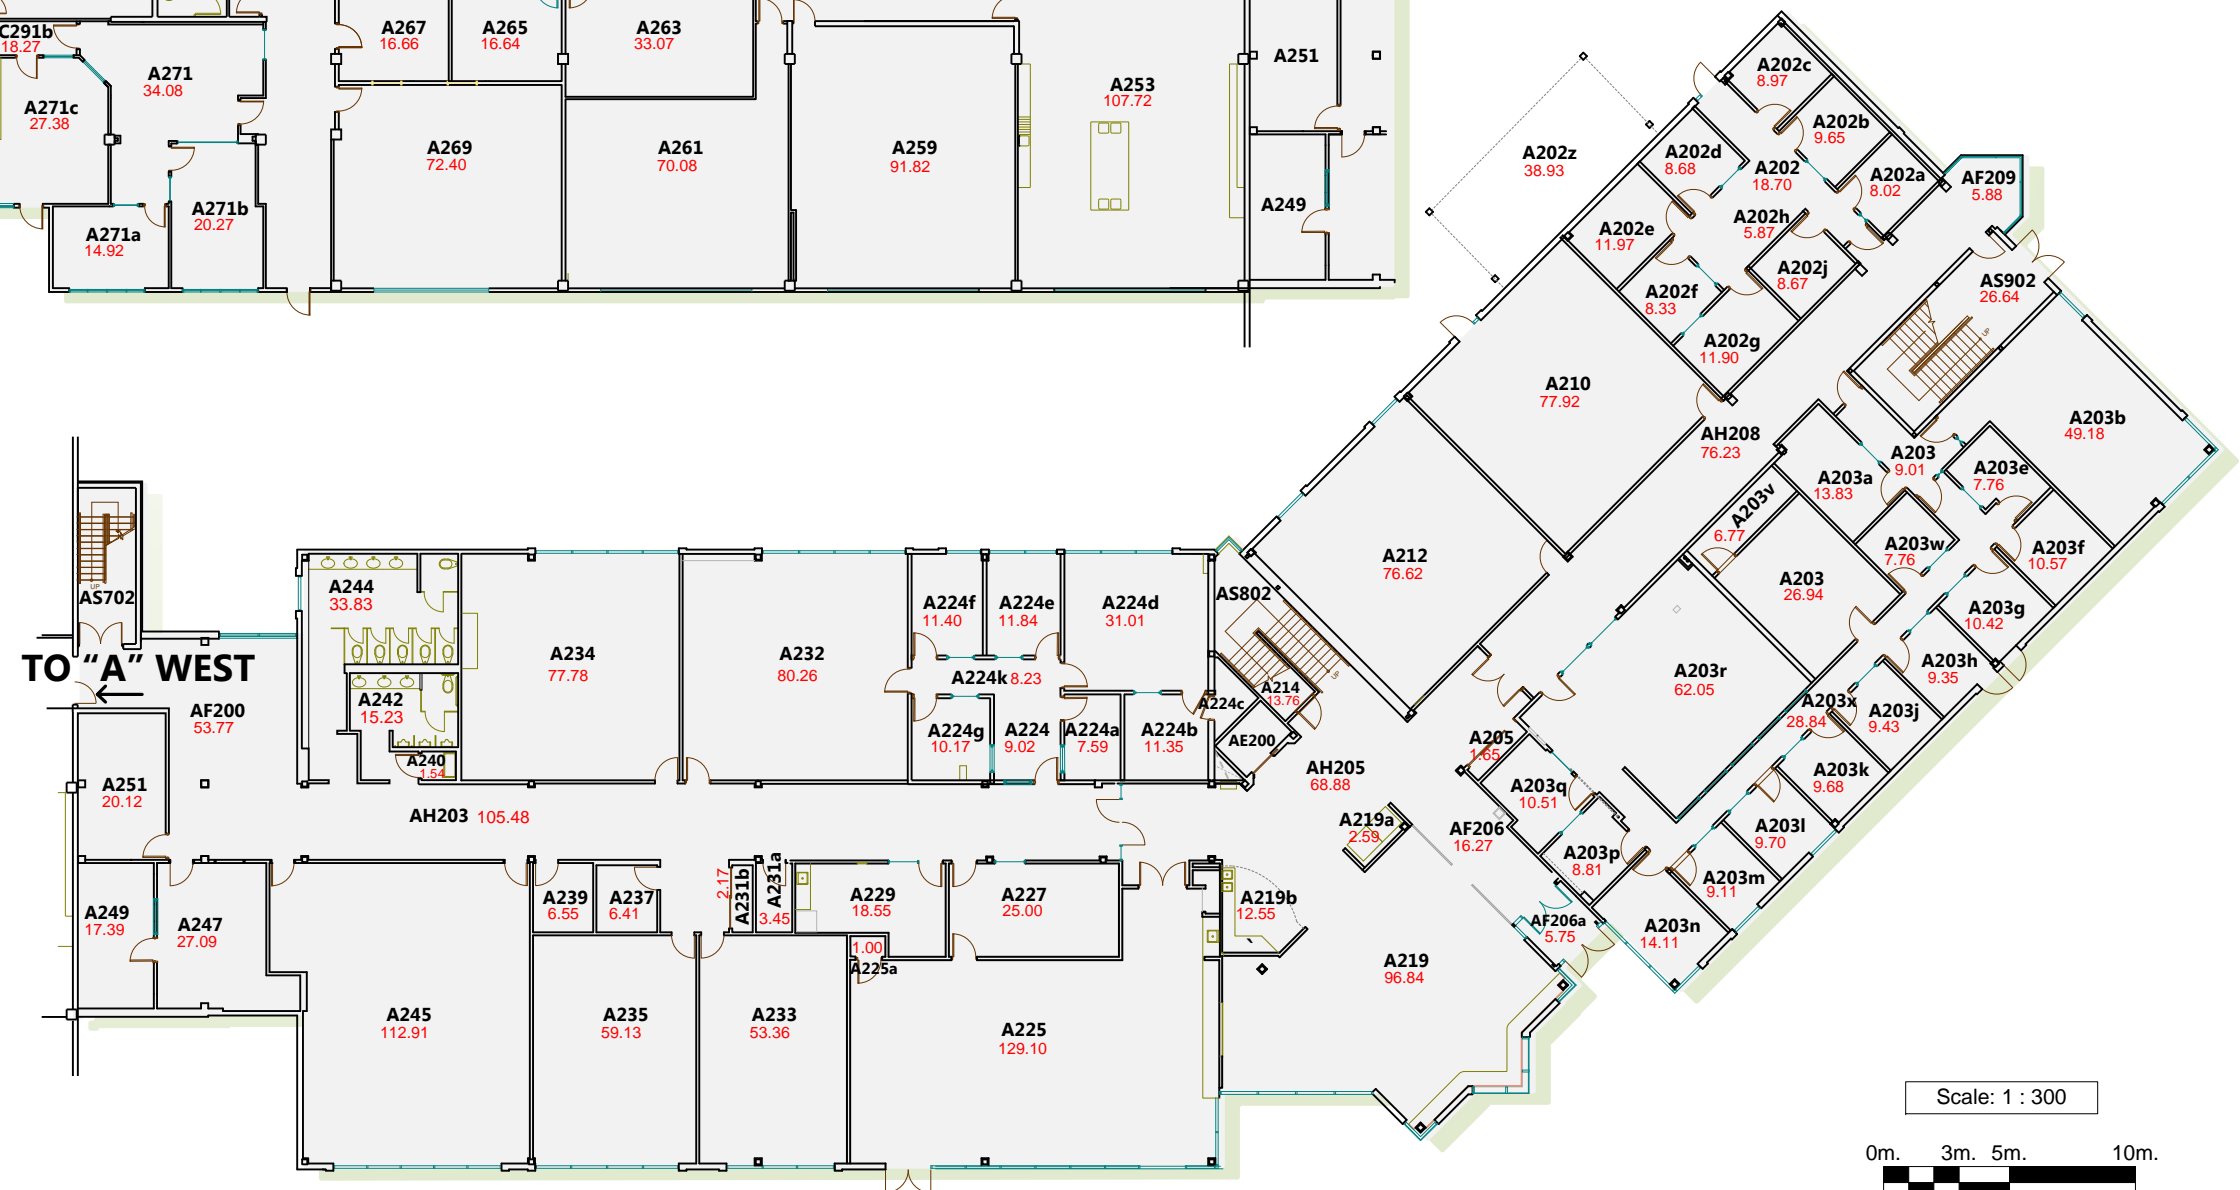 C291b
18.27
A271
34.08
A271c
27.38
A271a
14.92
A271b
20.27
A267
16.66
A265
16.64
A263
33.07
A269
72.40
A261
70.08
A259
91.82
A253
107.72
A251
A249
A202z
38.93
A202c
8.97
A202b
9.65
A202d
8.68
A202
18.70
A202a
8.02
AF209
5.88
A202e
11.97
A202h
5.87
A202j
8.67
A202f
8.33
A202g
11.90
AS902
26.64
UP
A210
77.92
AH208
76.23
A203b
49.18
A203
9.01
A203e
7.76
A203a
13.83
A203v
6.77
A203w
7.76
A203f
10.57
A203
26.94
A203g
10.42
A203h
9.35
A212
76.62
A203r
62.05
A203x
28.84
A203j
9.43
A203k
9.68
A203l
9.70
A203m
9.11
A203n
14.11
A205
1.65
A203q
10.51
A203p
8.81
AF206
16.27
AF206a
5.75
AS702
UP
TO “A” WEST
AF200
53.77
A244
33.83
A242
15.23
A240
1.54
A234
77.78
A232
80.26
A224f
11.40
A224e
11.84
A224d
31.01
A224k 8.23
A224g
10.17
A224
9.02
A224a
7.59
A224b
11.35
A224c
AS802
UP
A214
13.76
AE200
AH205
68.88
A251
20.12
AH203 105.48
A219a
2.59
A249
17.39
A247
27.09
A239
6.55
A237
6.41
2.17
A231b
A231a
3.45
A229
18.55
A227
25.00
1.00
A225a
A219b
12.55
A219
96.84
A245
112.91
A235
59.13
A233
53.36
A225
129.10
Scale: 1 : 300
0m. 3m. 5m. 10m.